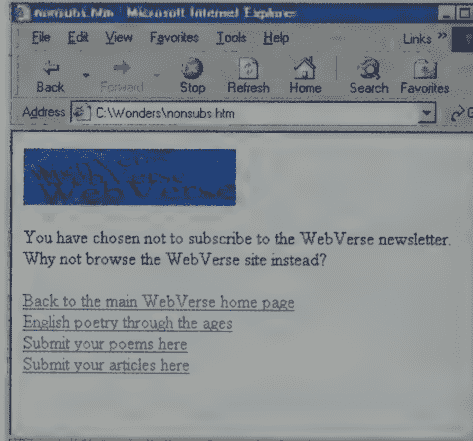 nonsubs.htm - Microsoft Internet Explorer
File Edit View Favorites Tools Help Links »
Back Forward Stop Refresh Home Search Favorites
Address C:\Wonders\nonsubs.htm
WebVerse
You have chosen not to subscribe to the WebVerse newsletter.
Why not browse the WebVerse site instead?
Back to the main WebVerse home page
English poetry through the ages
Submit your poems here
Submit your articles here